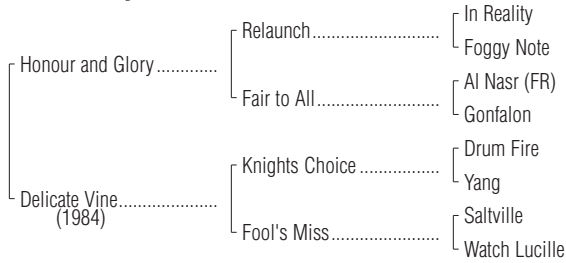 In Reality
Relaunch..............................
Foggy Note
Honour and Glory .............
Al Nasr (FR)
Fair to All.............................
Gonfalon
Drum Fire
Knights Choice ...................
Yang
Delicate Vine.....................
(1984)
Saltville
Fool's Miss.........................
Watch Lucille